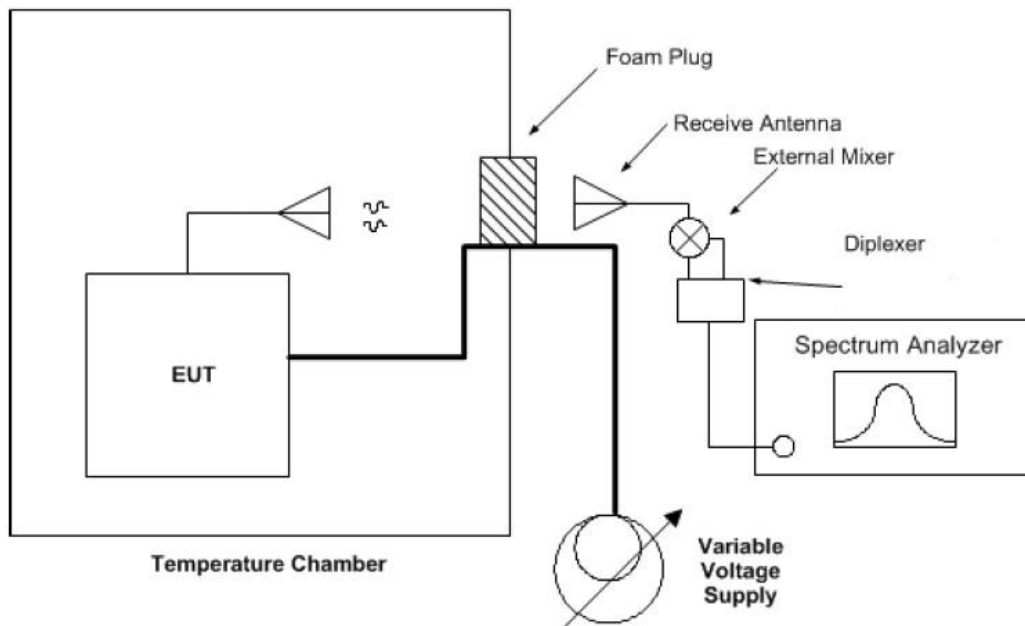 Foam Plug
Receive Antenna
External Mixer
Diplexer
Spectrum Analyzer
EUT
Temperature Chamber
Variable
Voltage
Supply